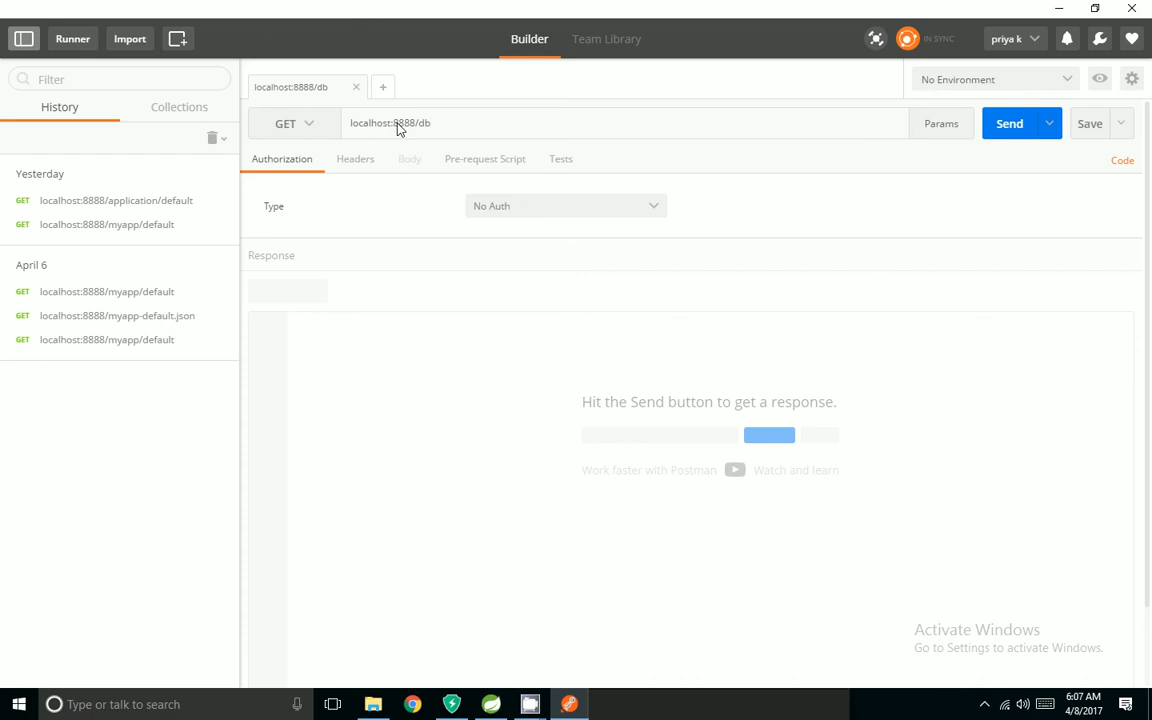 Runner
Import
Builder
Team Library
IN SYNC
priya k
Filter
History
Collections
localhost:8888/db
No Environment
GET
localhost:8888/db
Params
Send
Save
Authorization
Headers
Body
Pre-request Script
Tests
Code
Type
No Auth
Response
Yesterday
GET localhost:8888/application/default
GET localhost:8888/myapp/default
April 6
GET localhost:8888/myapp/default
GET localhost:8888/myapp-default.json
GET localhost:8888/myapp/default
Hit the Send button to get a response.
Work faster with Postman
Watch and learn
Activate Windows
Go to Settings to activate Windows.
Type or talk to search
6:07 AM
4/8/2017